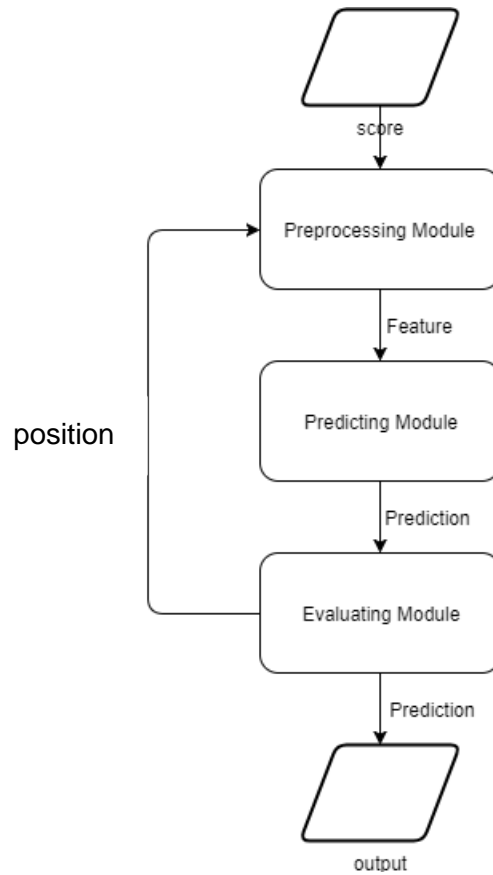 score
Preprocessing Module
Feature
Predicting Module
position
Prediction
Evaluating Module
Prediction
output